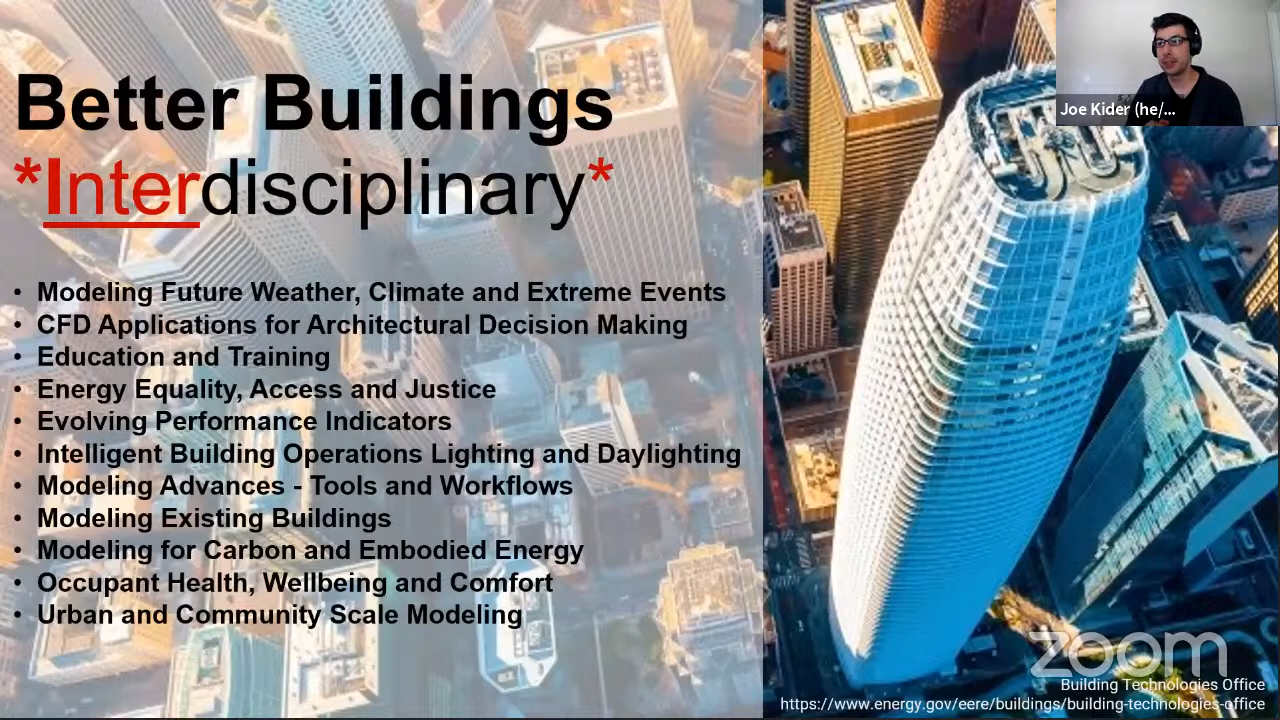 Better Buildings
*Interdisciplinary*
• Modeling Future Weather, Climate and Extreme Events
• CFD Applications for Architectural Decision Making
• Education and Training
• Energy Equality, Access and Justice
• Evolving Performance Indicators
• Intelligent Building Operations Lighting and Daylighting
• Modeling Advances - Tools and Workflows
• Modeling Existing Buildings
• Modeling for Carbon and Embodied Energy
• Occupant Health, Wellbeing and Comfort
• Urban and Community Scale Modeling
Joe Kider (he/...
zoom
Building Technologies Office
https://www.energy.gov/eere/buildings/building-technologies-office